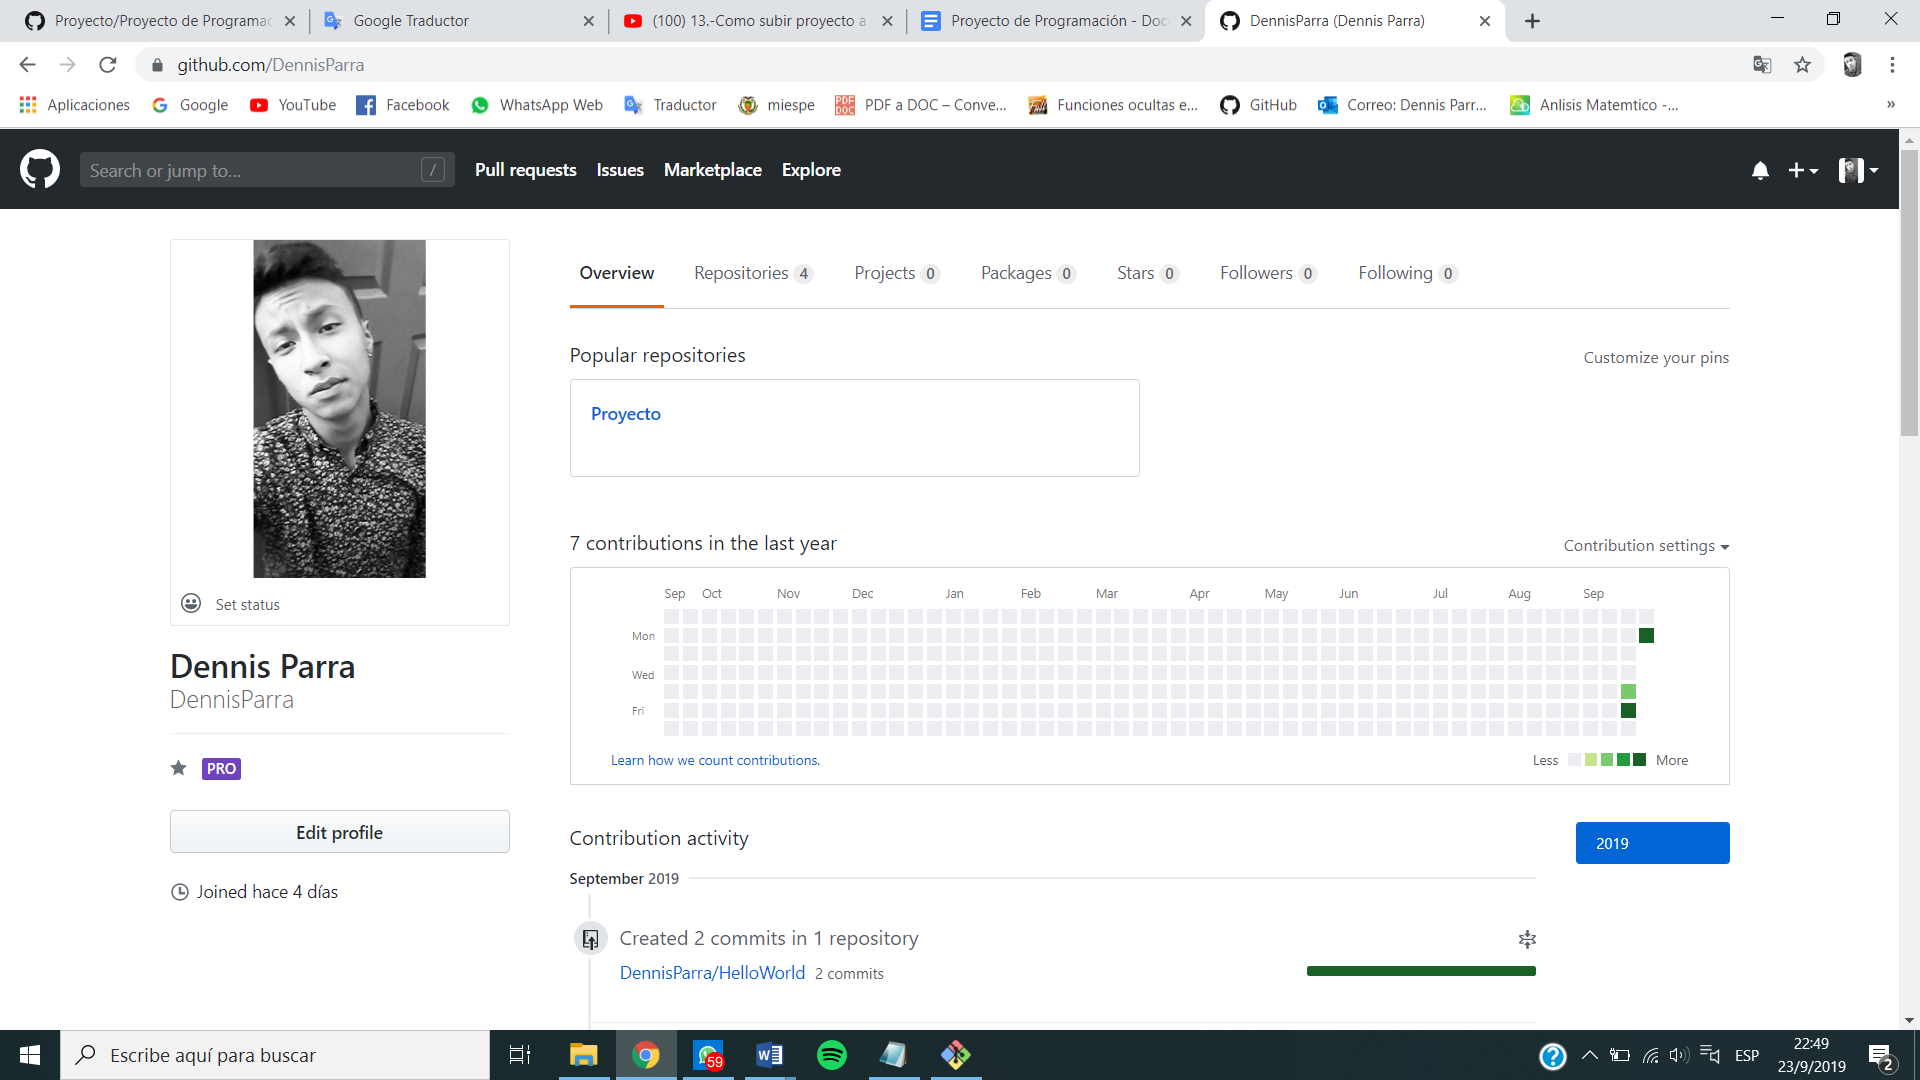 Proyecto/Proyecto de Programac
Google Traductor
(100) 13.-Como subir proyecto a
Proyecto de Programación - Doc
DennisParra (Dennis Parra)
github.com/DennisParra
Aplicaciones
Google
YouTube
Facebook
WhatsApp Web
Traductor
miespe
PDF a DOC – Conve...
Funciones ocultas e...
GitHub
Correo: Dennis Parr...
Anlisis Matemtico -...
»
Search or jump to...
/
Pull requests
Issues
Marketplace
Explore
Overview
Repositories 4
Projects 0
Packages 0
Stars 0
Followers 0
Following 0
Popular repositories
Customize your pins
Proyecto
7 contributions in the last year
Contribution settings
Sep Oct Nov Dec Jan Feb Mar Apr May Jun Jul Aug Sep
Mon
Wed
Fri
Learn how we count contributions.
Less
More
Set status
Dennis Parra
DennisParra
PRO
Edit profile
Joined hace 4 días
Contribution activity
2019
September 2019
Created 2 commits in 1 repository
DennisParra/HelloWorld 2 commits
Escribe aquí para buscar
59
ESP
22:49
23/9/2019
2